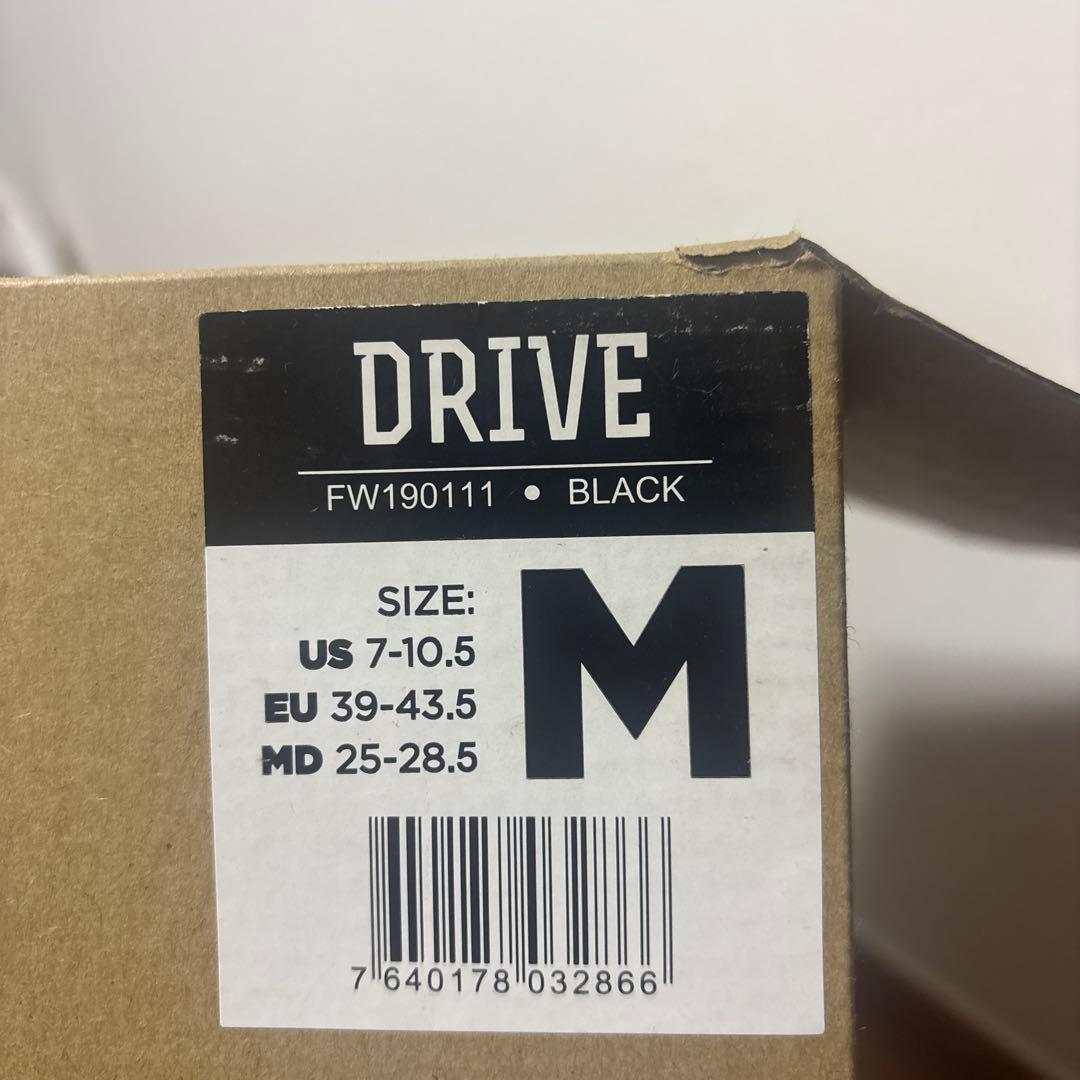 DRIVE
FW190111 • BLACK
SIZE:
US 7-10.5
EU 39-43.5
MD 25-28.5
M
7 640178 032866